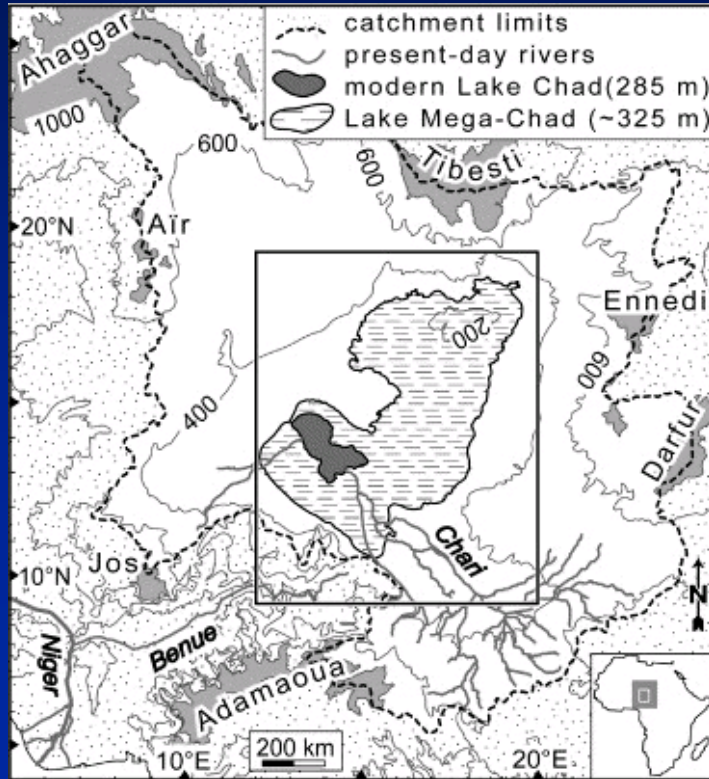 catchment limits
present-day rivers
modern Lake Chad(285 m)
Lake Mega-Chad (~325 m)
Ahaggar
1000
600
600
Tibesti
20°N
Aïr
Ennedi
200
600
400
Darfur
Chari
Jos
10°N
N
Benue
Niger
Adamaoua
10°E
200 km
20°E